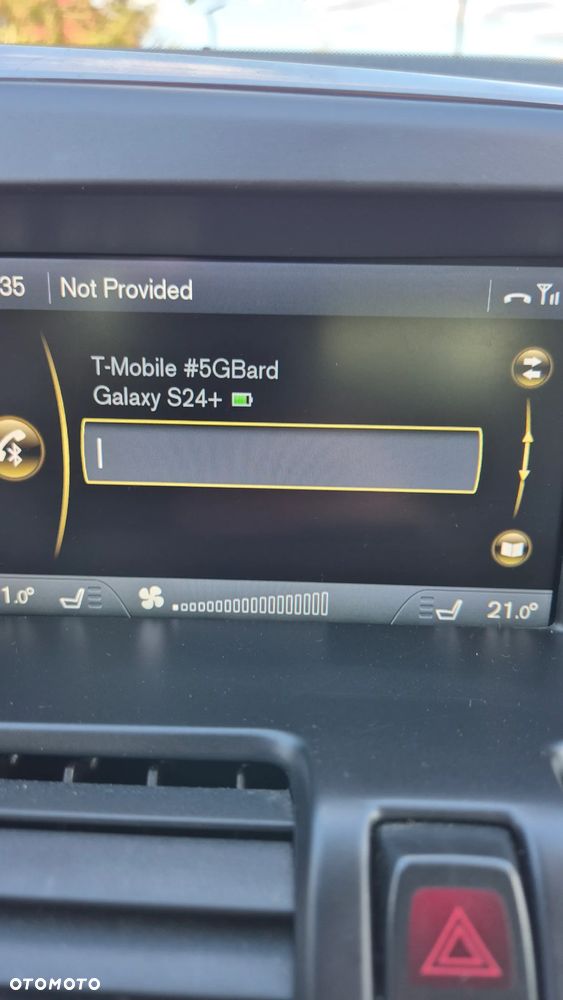 35 Not Provided
T-Mobile #5GBard
Galaxy S24+
1.0° 21.0°
OTOMOTO